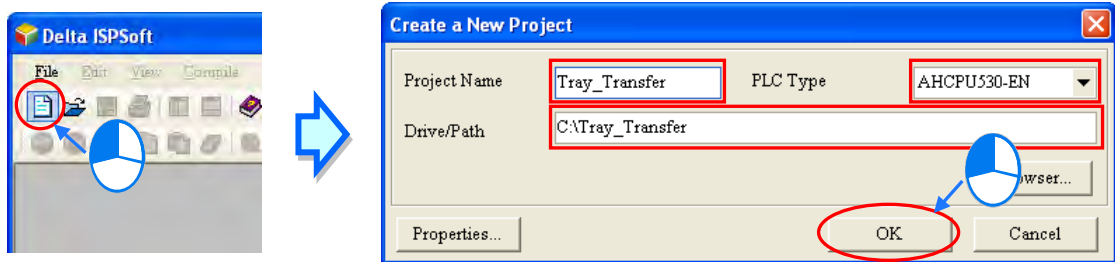 Delta ISPSoft
File Edit View Compile
Create a New Project
Project Name Tray_Transfer PLC Type AHCPU530-EN
Drive/Path C:\Tray_Transfer
Properties... OK Cancel